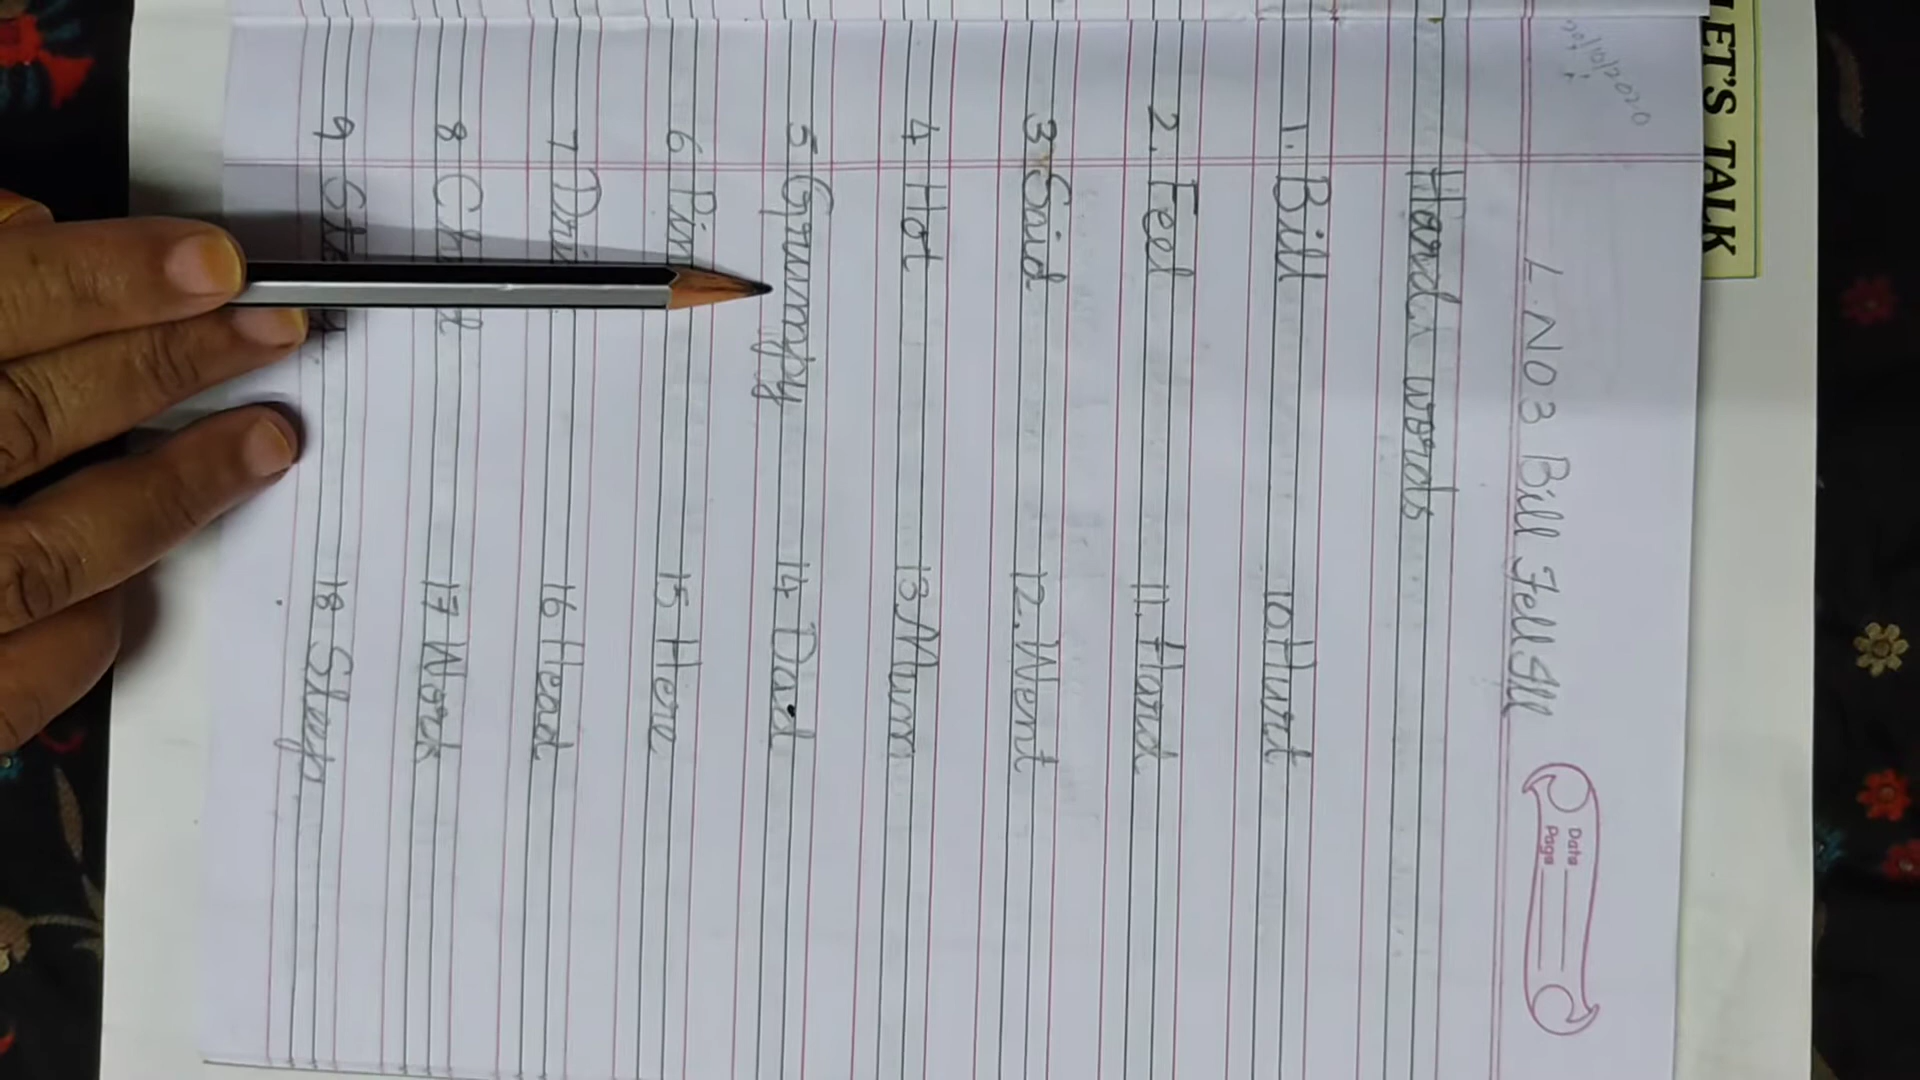 LET'S TALK
L. NO 3 Bill Fell Ill
Date
Page
Hard words
1. Bill 10 Hurt
2. Feel 11. Hard
3 Said 12. Went
4 Hot 13 Mum
5 Grumpy 14 Dad
6 15 Here
7 16 Head
8 17 Work
9 18 Sleep